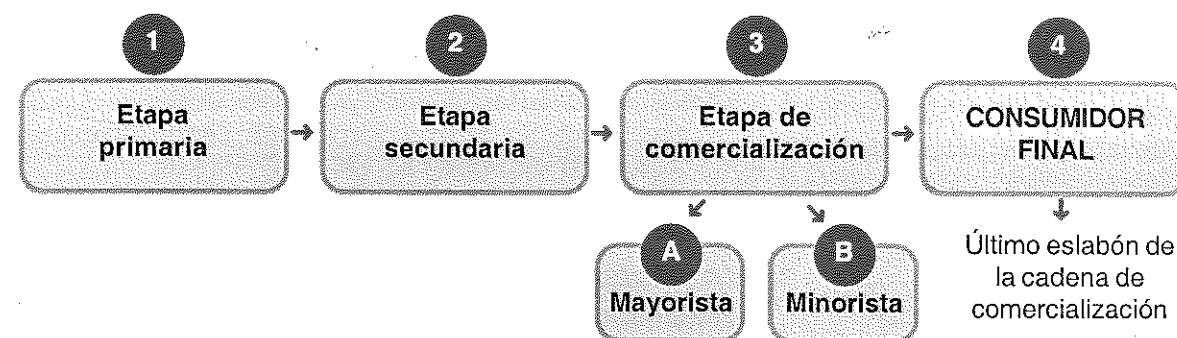 1
Etapa
primaria
2
Etapa
secundaria
3
Etapa de
comercialización
4
CONSUMIDOR
FINAL
A
Mayorista
B
Minorista
Último eslabón de
la cadena de
comercialización